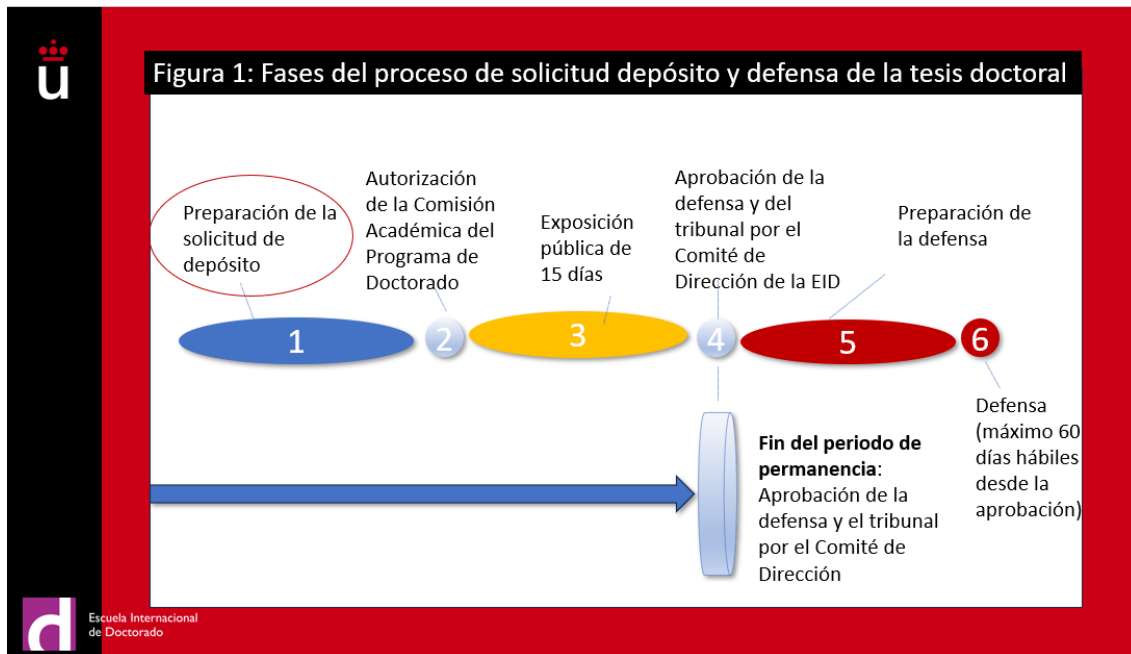 u
Figura 1: Fases del proceso de solicitud depósito y defensa de la tesis doctoral
Preparación de la
solicitud de
depósito
Autorización
de la Comisión
Académica del
Programa de
Doctorado
Exposición
pública de
15 días
Aprobación de la
defensa y del
tribunal por el
Comité de
Dirección de la EID
Preparación de
la defensa
1
2
3
4
5
6
Defensa
(máximo 60
días hábiles
desde la
aprobación)
Fin del periodo de
permanencia:
Aprobación de la
defensa y el tribunal
por el Comité de
Dirección
d
Escuela Internacional
de Doctorado